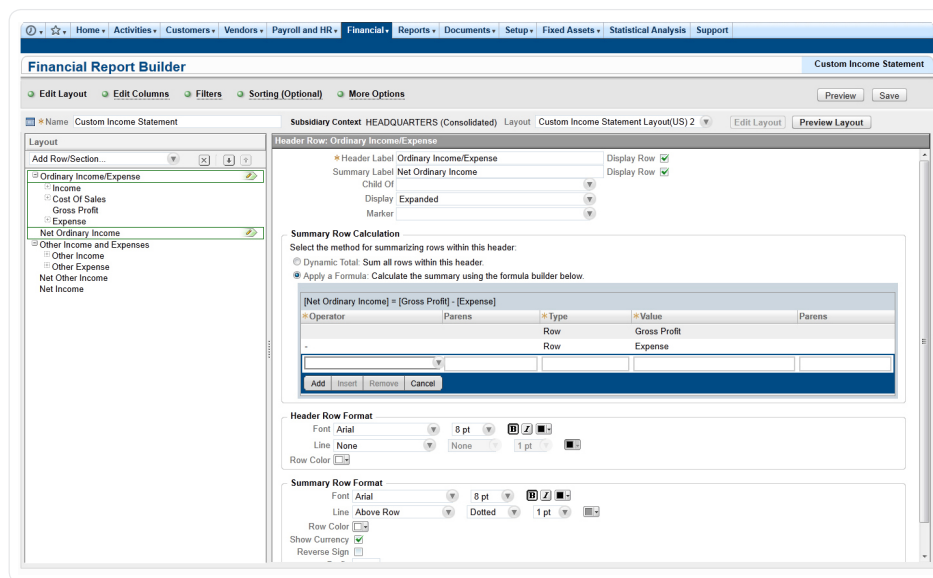 Home Activities Customers Vendors Payroll and HR Financial Reports Documents Setup Fixed Assets Statistical Analysis Support
Financial Report Builder
Custom Income Statement
Edit Layout Edit Columns Filters Sorting (Optional) More Options
Preview Save
*Name Custom Income Statement Subsidiary Context HEADQUARTERS (Consolidated) Layout Custom Income Statement Layout(US) 2 Edit Layout Preview Layout
Layout
Add Row/Section...
Ordinary Income/Expense
Income
Cost Of Sales
Gross Profit
Expense
Net Ordinary Income
Other Income and Expenses
Other Income
Other Expense
Net Other Income
Net Income
Header Row: Ordinary Income/Expense
*Header Label Ordinary Income/Expense Display Row
Summary Label Net Ordinary Income Display Row
Child Of
Display Expanded
Marker
Summary Row Calculation
Select the method for summarizing rows within this header:
Dynamic Total: Sum all rows within this header.
Apply a Formula: Calculate the summary using the formula builder below.
[Net Ordinary Income] = [Gross Profit] - [Expense]
*Operator Parens *Type *Value Parens
Row Gross Profit
- Row Expense
Add Insert Remove Cancel
Header Row Format
Font Arial 8 pt B I
Line None None 1 pt
Row Color
Summary Row Format
Font Arial 8 pt B I
Line Above Row Dotted 1 pt
Row Color
Show Currency
Reverse Sign